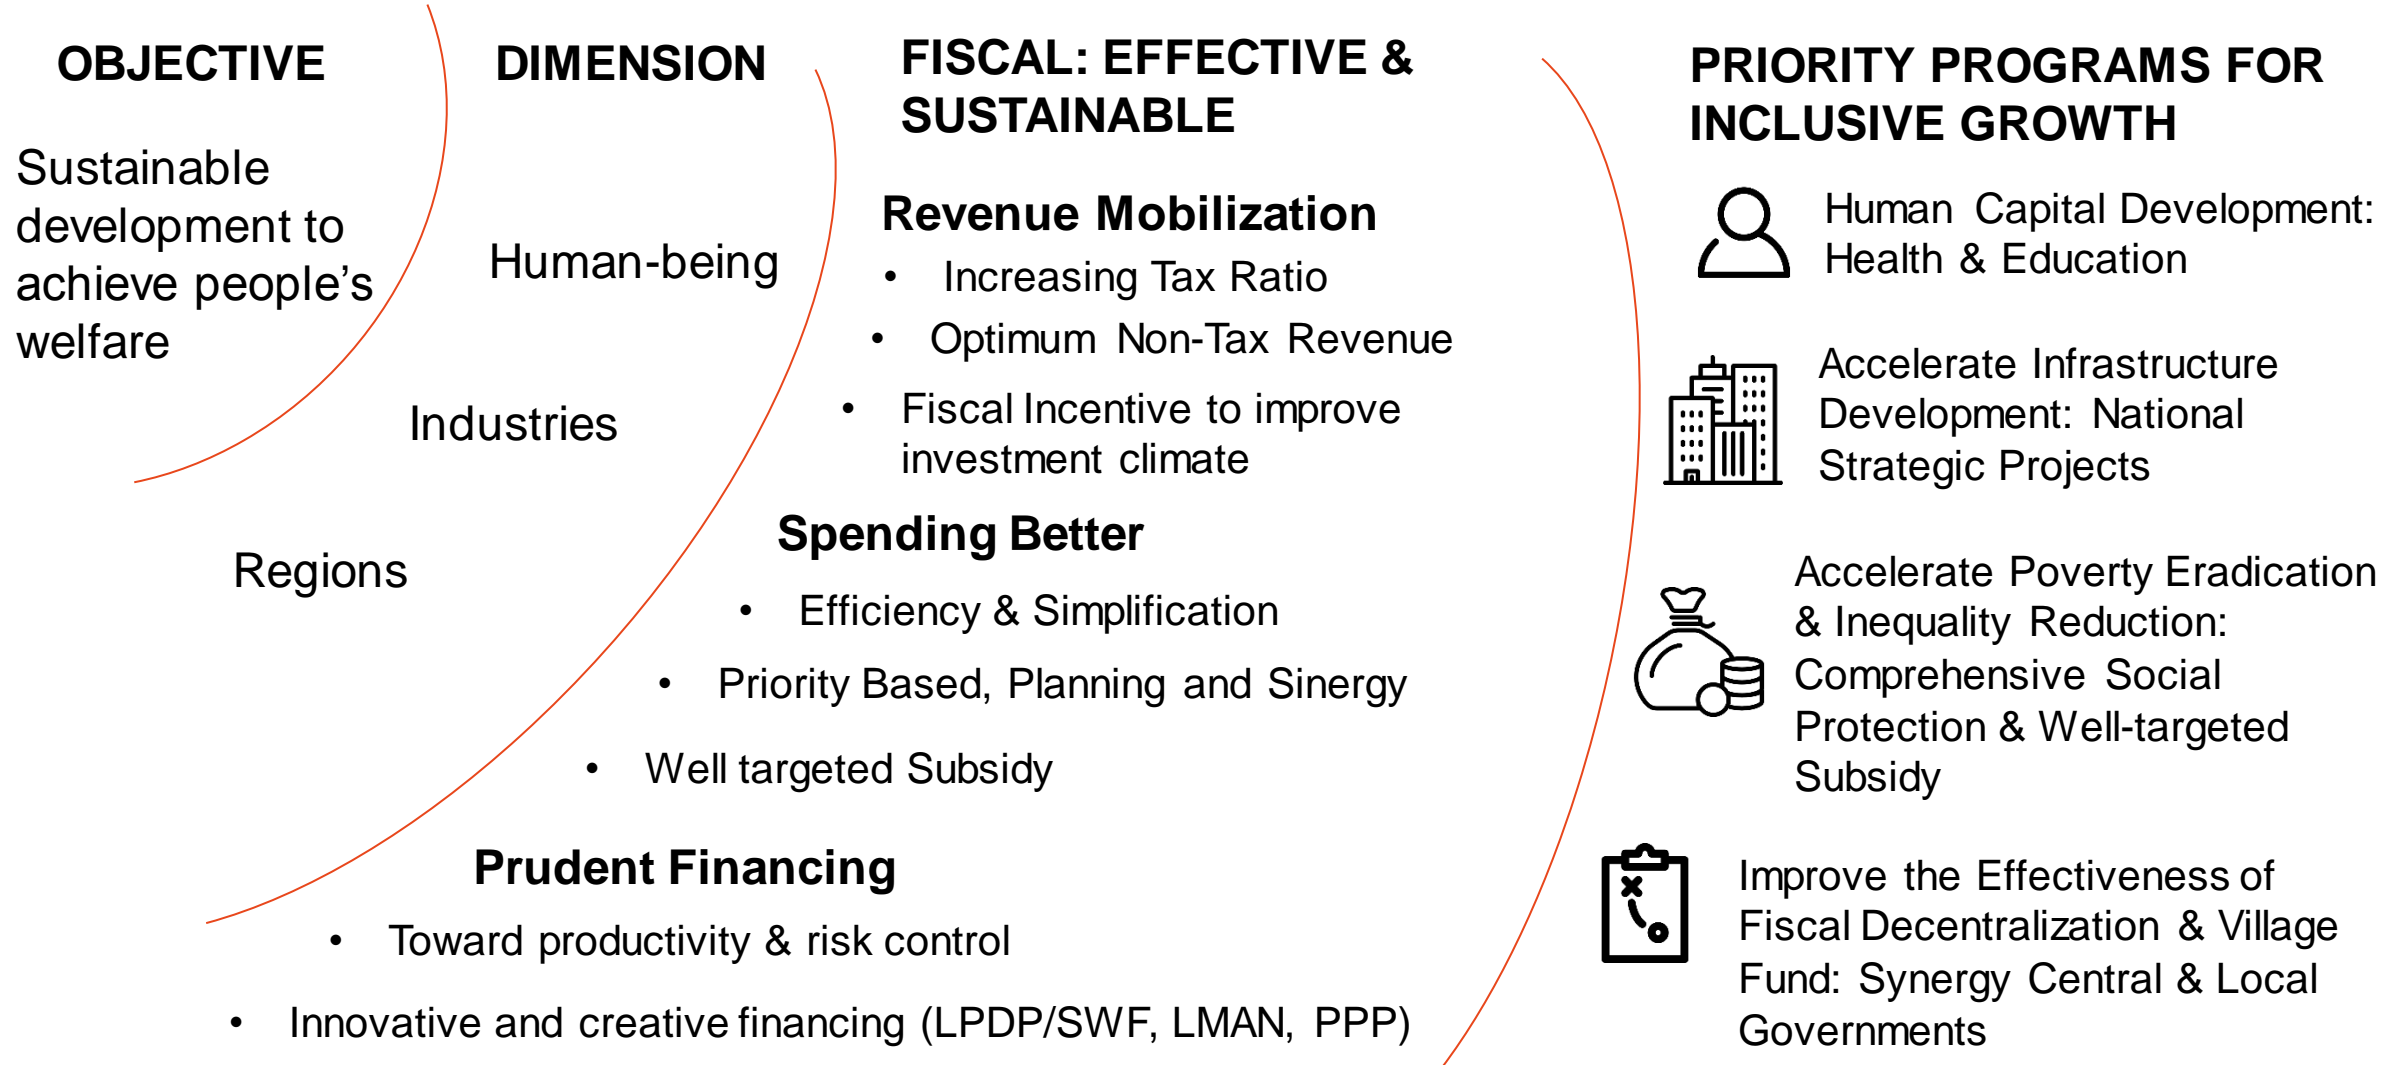 OBJECTIVE
Sustainable
development to
achieve people’s
welfare
DIMENSION
Human-being
Industries
Regions
FISCAL: EFFECTIVE &
SUSTAINABLE
Revenue Mobilization
• Increasing Tax Ratio
• Optimum Non-Tax Revenue
• Fiscal Incentive to improve
investment climate
Spending Better
• Efficiency & Simplification
• Priority Based, Planning and Sinergy
• Well targeted Subsidy
Prudent Financing
• Toward productivity & risk control
• Innovative and creative financing (LPDP/SWF, LMAN, PPP)
PRIORITY PROGRAMS FOR
INCLUSIVE GROWTH
Human Capital Development:
Health & Education
Accelerate Infrastructure
Development: National
Strategic Projects
Accelerate Poverty Eradication
& Inequality Reduction:
Comprehensive Social
Protection & Well-targeted
Subsidy
Improve the Effectiveness of
Fiscal Decentralization & Village
Fund: Synergy Central & Local
Governments